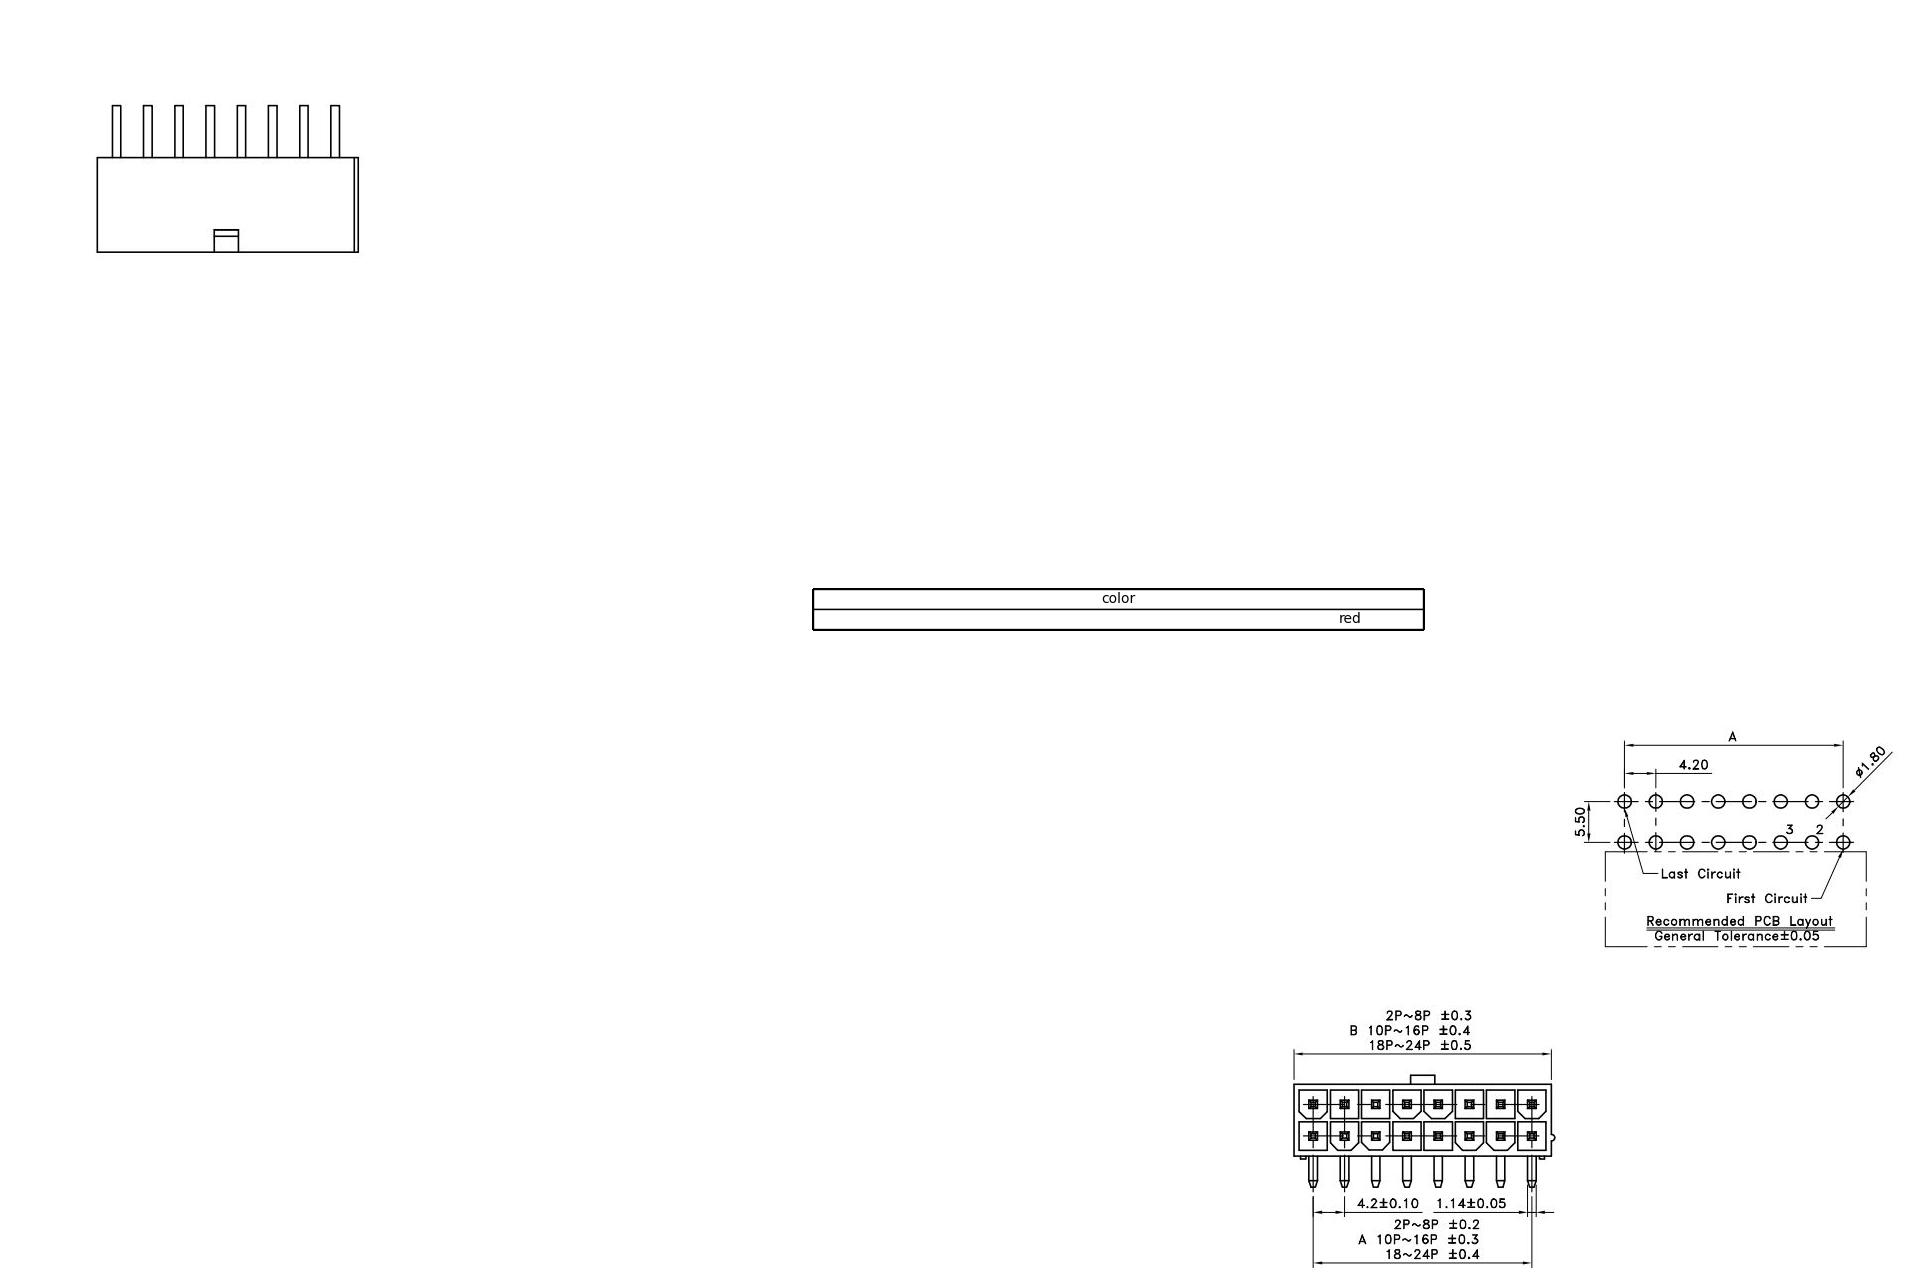 color
red
A
4.20
ø1.80
5.50
3 2
Last Circuit
First Circuit
Recommended PCB Layout
General Tolerance±0.05
2P~8P ±0.3
B 10P~16P ±0.4
18P~24P ±0.5
4.2±0.10 1.14±0.05
2P~8P ±0.2
A 10P~16P ±0.3
18~24P ±0.4